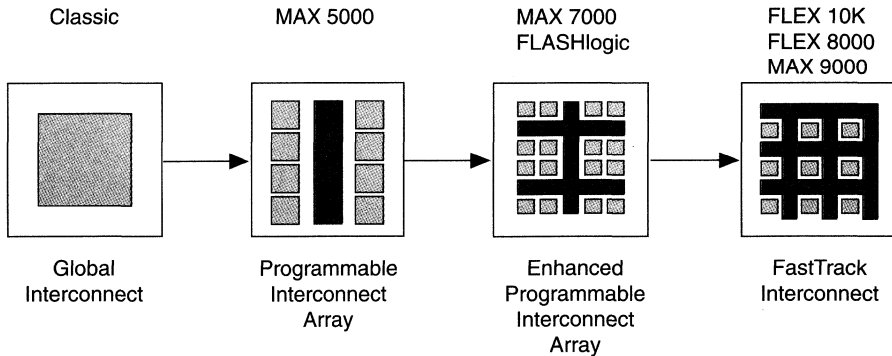 Classic
MAX 5000
MAX 7000
FLASHlogic
FLEX 10K
FLEX 8000
MAX 9000
Global
Interconnect
Programmable
Interconnect
Array
Enhanced
Programmable
Interconnect
Array
FastTrack
Interconnect